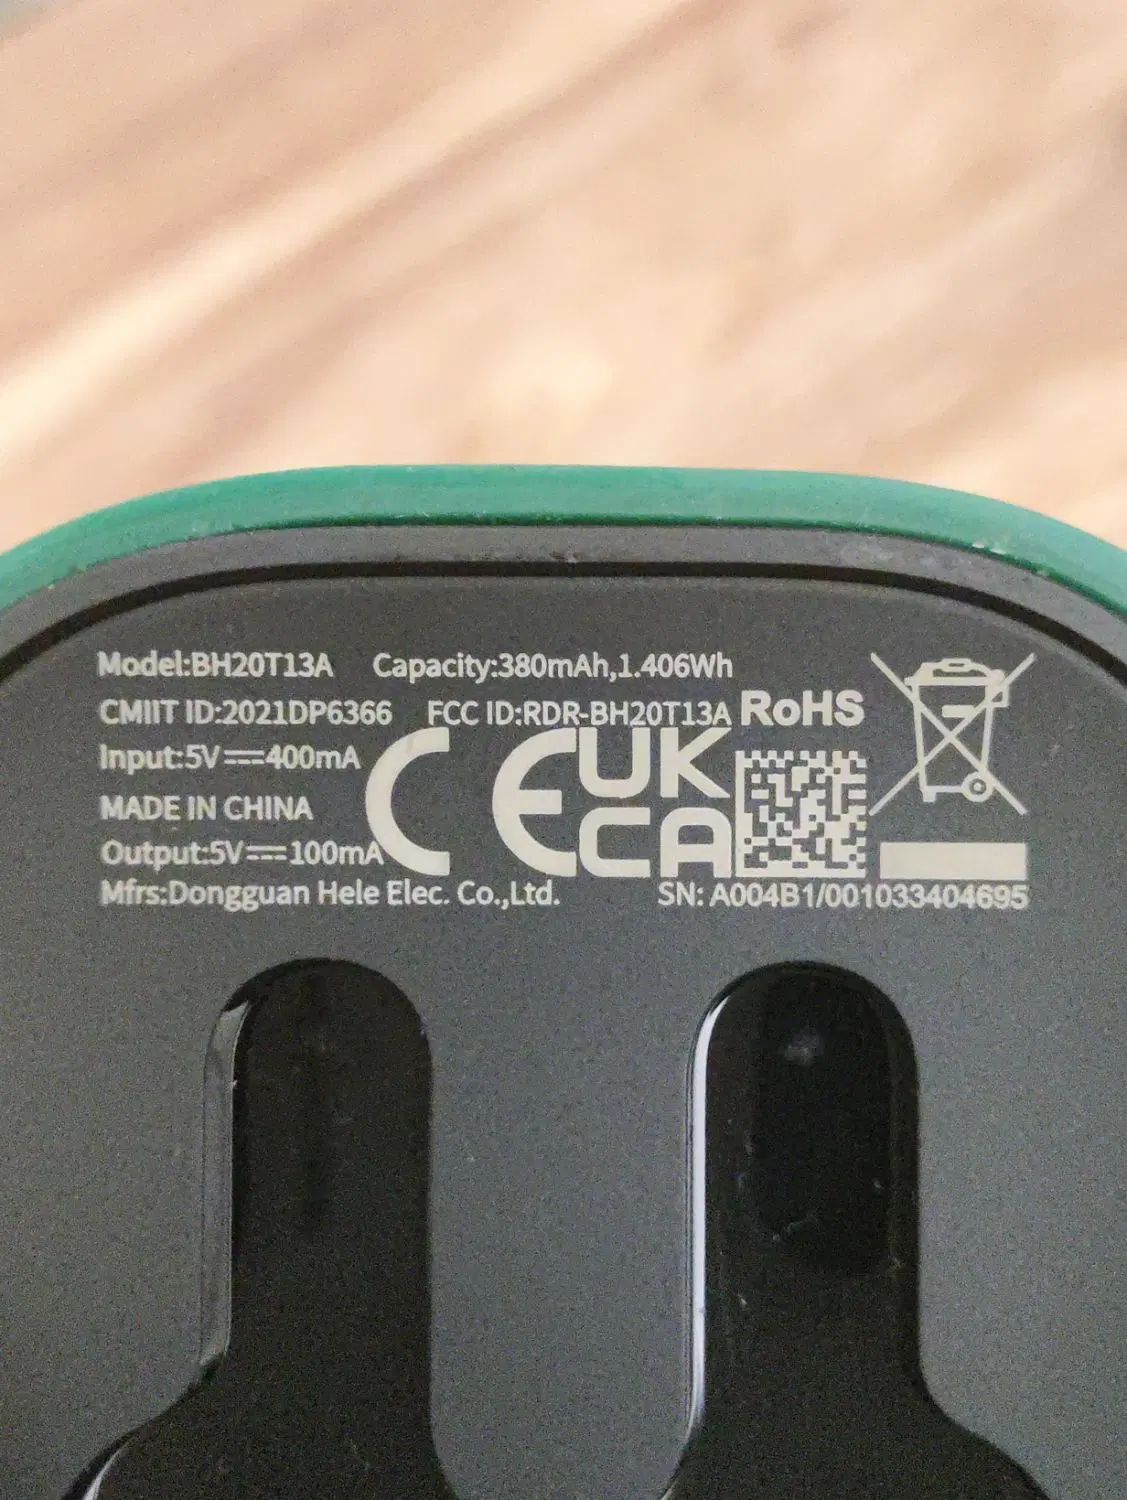 Model:BH20T13A Capacity:380mAh,1.406Wh
CMIIT ID:2021DP6366 FCC ID:RDR-BH20T13A RoHS
Input:5V⎓400mA
CE UK CA
MADE IN CHINA
Output:5V⎓100mA
Mfrs:Dongguan Hele Elec. Co.,Ltd. SN: A004B1/001033404695